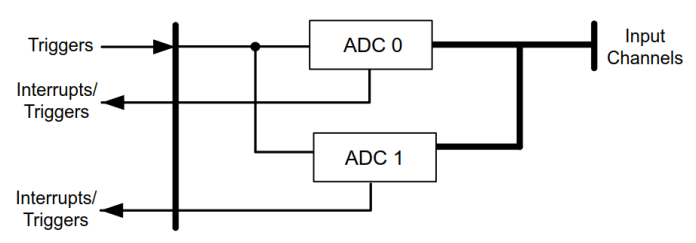 Triggers
ADC 0
Input
Channels
Interrupts/
Triggers
ADC 1
Interrupts/
Triggers